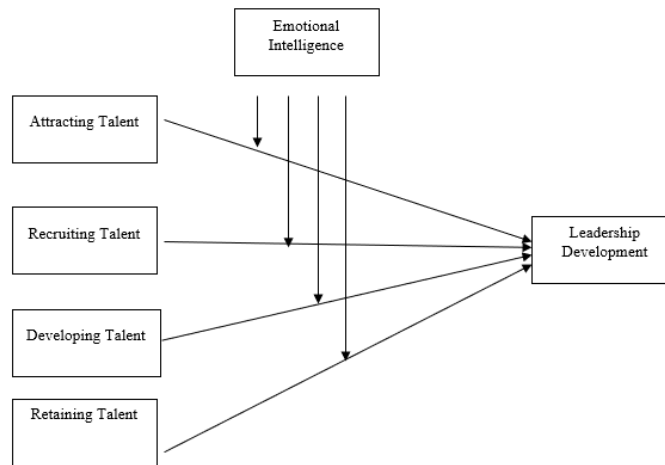 Emotional
Intelligence
Attracting Talent
Recruiting Talent
Leadership
Development
Developing Talent
Retaining Talent